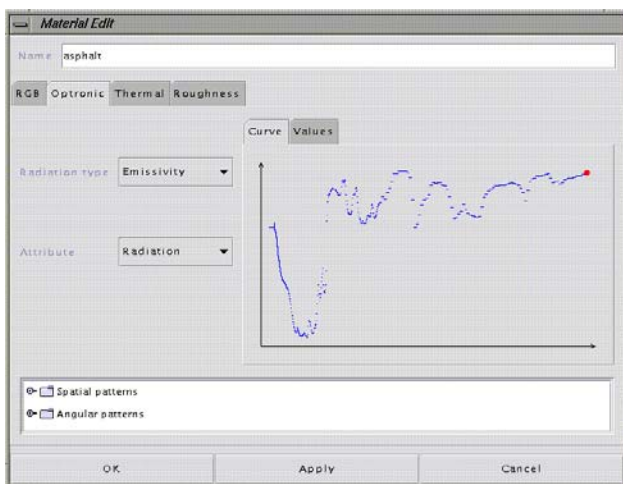 Material Edit
Name asphalt
RGB Optronic Thermal Roughness
Curve Values
Radiation type Emissivity
Attribute Radiation
Spatial patterns
Angular patterns
OK Apply Cancel